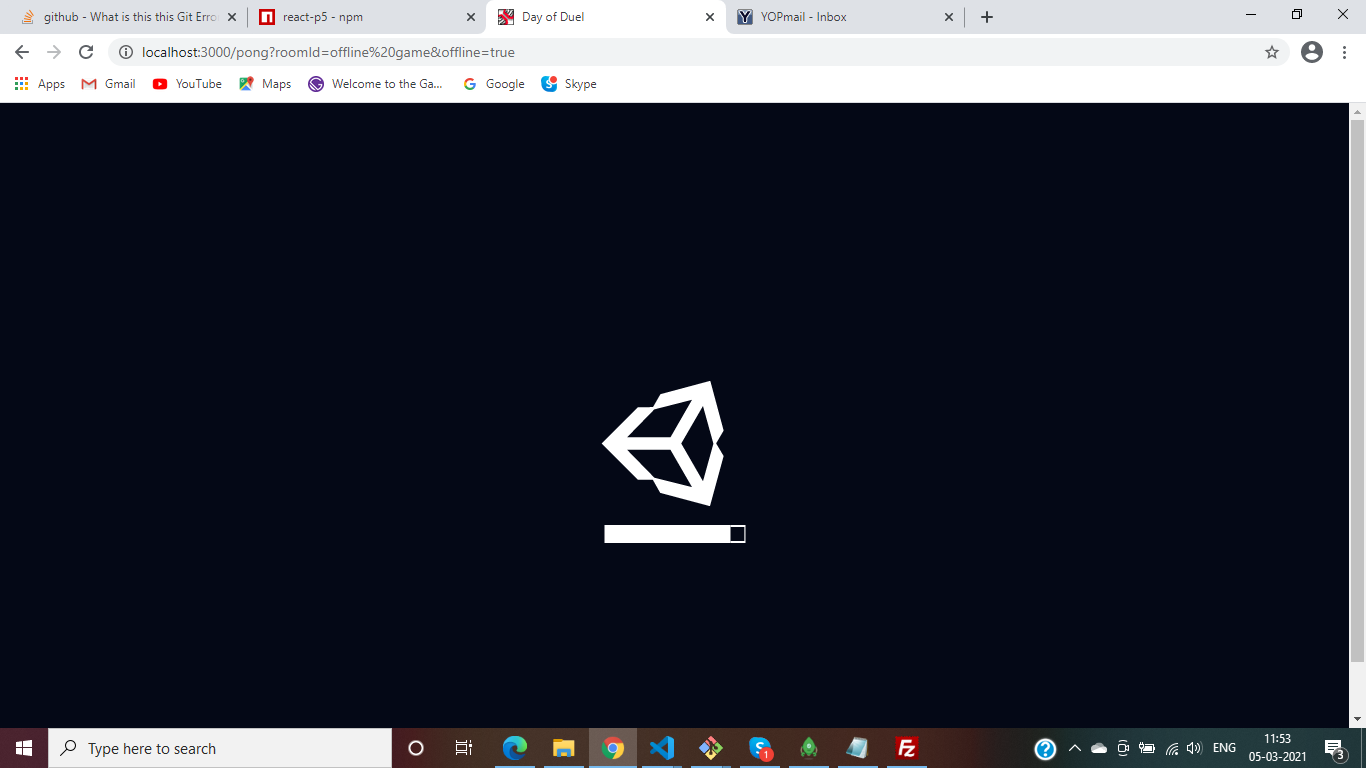 github - What is this this Git Erro
react-p5 - npm
Day of Duel
YOPmail - Inbox
localhost:3000/pong?roomId=offline%20game&offline=true
Apps
Gmail
YouTube
Maps
Welcome to the Ga...
Google
Skype
Type here to search
1
ENG
11:53
05-03-2021
3